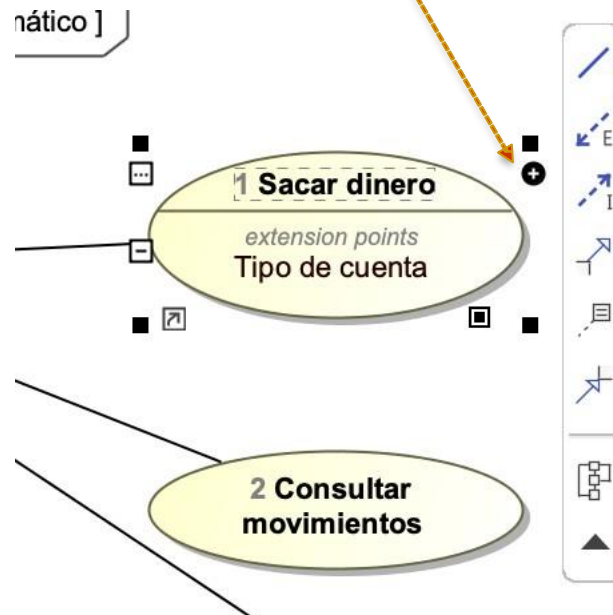 nático ]
1 Sacar dinero
extension points
Tipo de cuenta
2 Consultar
movimientos
E
I